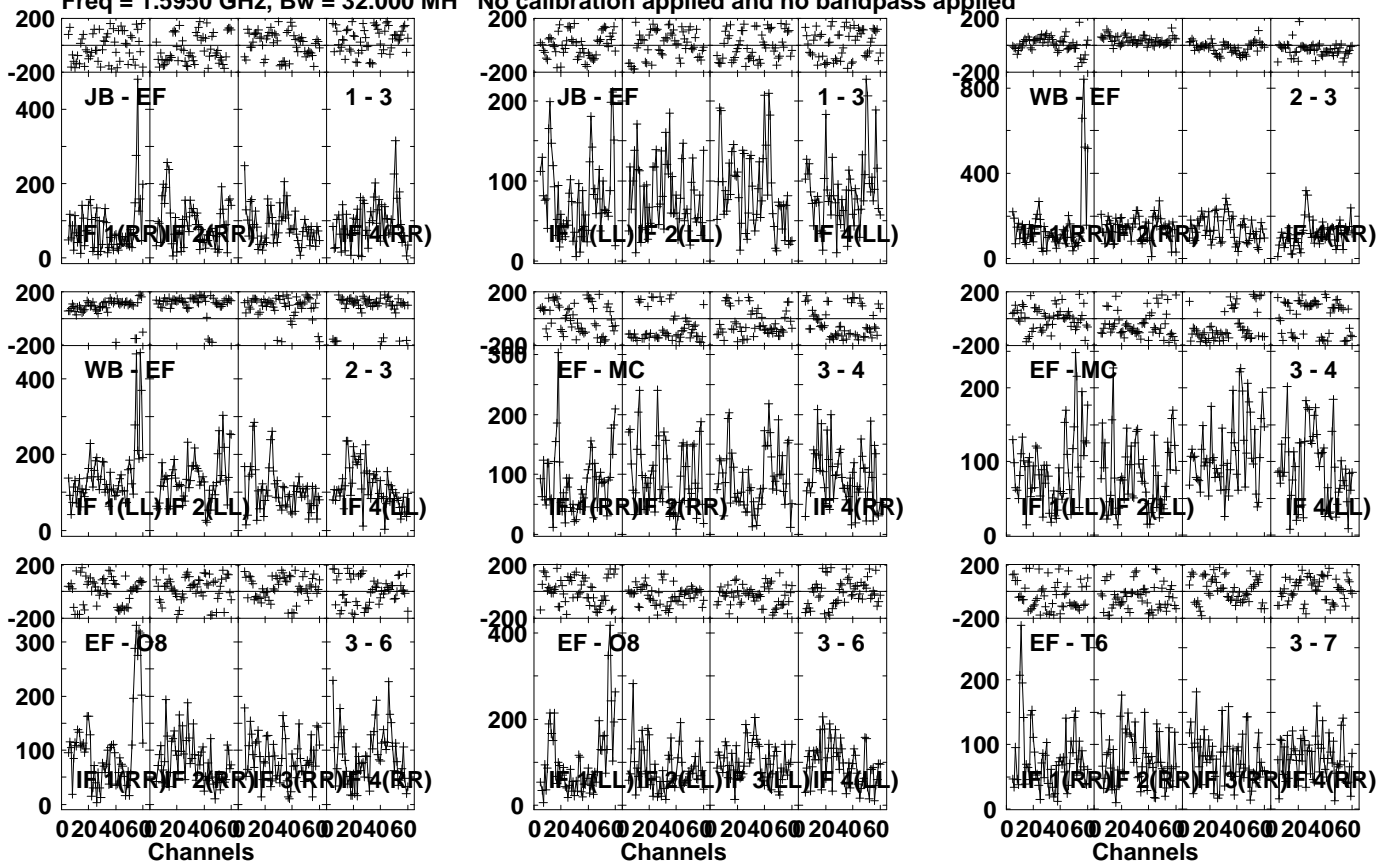 Freq = 1.5950 GHz, Bw = 32.000 MH No calibration applied and no bandpass applied
200
-200
JB - EF 1 - 3
400
200
0
IF 1(RR) IF 2(RR) IF 4(RR)
200
-200
JB - EF 1 - 3
200
100
0
IF 1(LL) IF 2(LL) IF 4(LL)
200
-200
800
WB - EF 2 - 3
400
0
IF 1(RR) IF 2(RR) IF 4(RR)
200
-200
WB - EF 2 - 3
400
200
0
IF 1(LL) IF 2(LL) IF 4(LL)
200
-200
300
EF - MC 3 - 4
200
100
0
IF 1(RR) IF 2(RR) IF 4(RR)
200
-200
EF - MC 3 - 4
200
100
0
IF 1(LL) IF 2(LL) IF 4(LL)
200
-200
EF - O8 3 - 6
300
200
100
0
IF 1(RR) IF 2(RR) IF 3(RR) IF 4(RR)
0 20 40 60 0 20 40 60 0 20 40 60 0 20 40 60
Channels
200
-200
EF - O8 3 - 6
400
200
0
IF 1(LL) IF 2(LL) IF 3(LL) IF 4(LL)
0 20 40 60 0 20 40 60 0 20 40 60 0 20 40 60
Channels
200
-200
EF - T6 3 - 7
200
100
0
IF 1(RR) IF 2(RR) IF 3(RR) IF 4(RR)
0 20 40 60 0 20 40 60 0 20 40 60 0 20 40 60
Channels